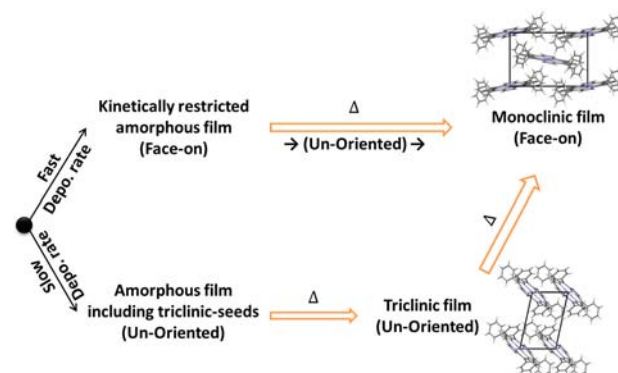 Kinetically restricted
amorphous film
(Face-on)
Δ
→ (Un-Oriented) →
Monoclinic film
(Face-on)
Fast
Depo. rate
Slow
Depo. rate
Amorphous film
including triclinic-seeds
(Un-Oriented)
Δ
Triclinic film
(Un-Oriented)
Δ